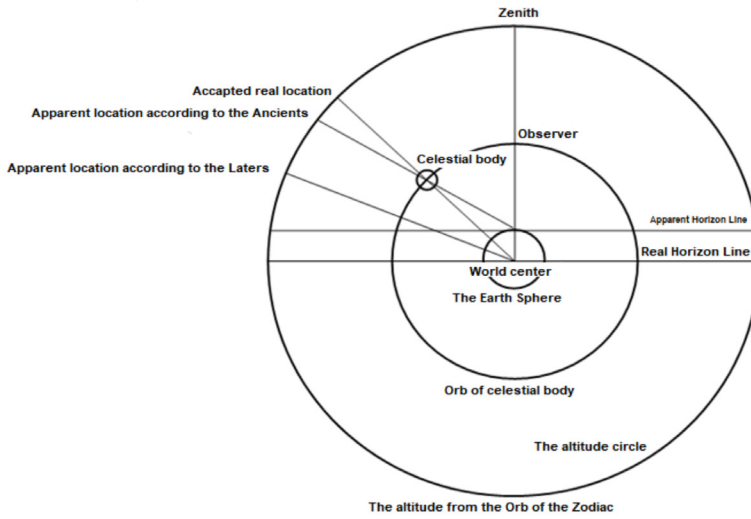 Zenith
Accapted real location
Apparent location according to the Ancients
Observer
Celestial body
Apparent location according to the Laters
Apparent Horizon Line
Real Horizon Line
World center
The Earth Sphere
Orb of celestial body
The altitude circle
The altitude from the Orb of the Zodiac